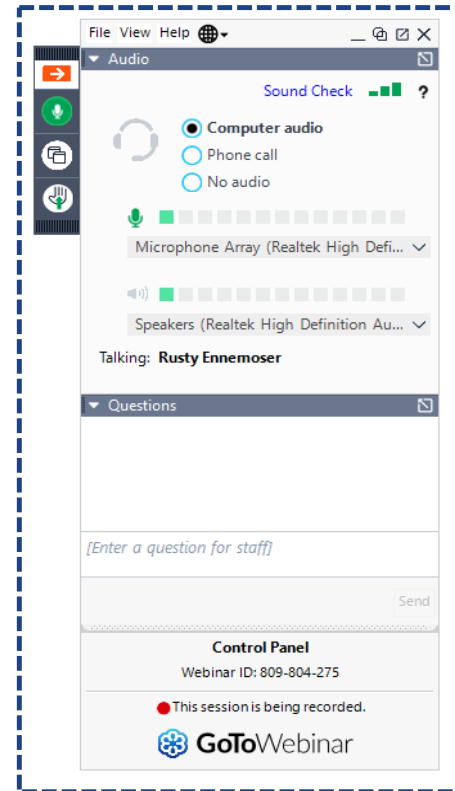 File View Help
Audio
Sound Check ?
Computer audio
Phone call
No audio
Microphone Array (Realtek High Defi...
Speakers (Realtek High Definition Au...
Talking: Rusty Ennemoser
Questions
[Enter a question for staff]
Send
Control Panel
Webinar ID: 809-804-275
This session is being recorded.
GoToWebinar